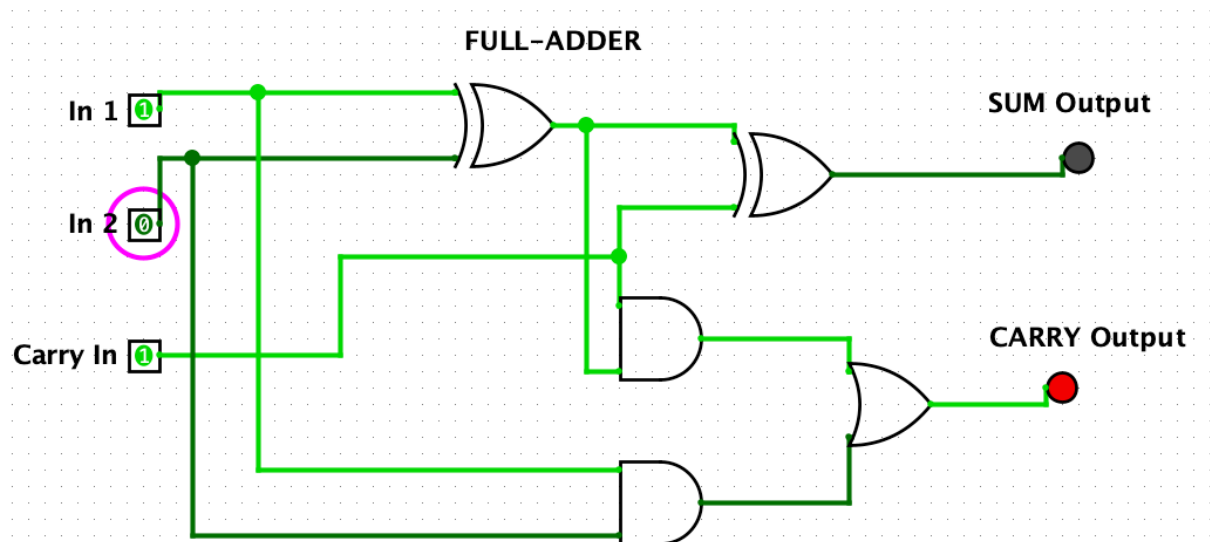 FULL-ADDER
In 1 1
SUM Output
In 2 0
Carry In 1
CARRY Output